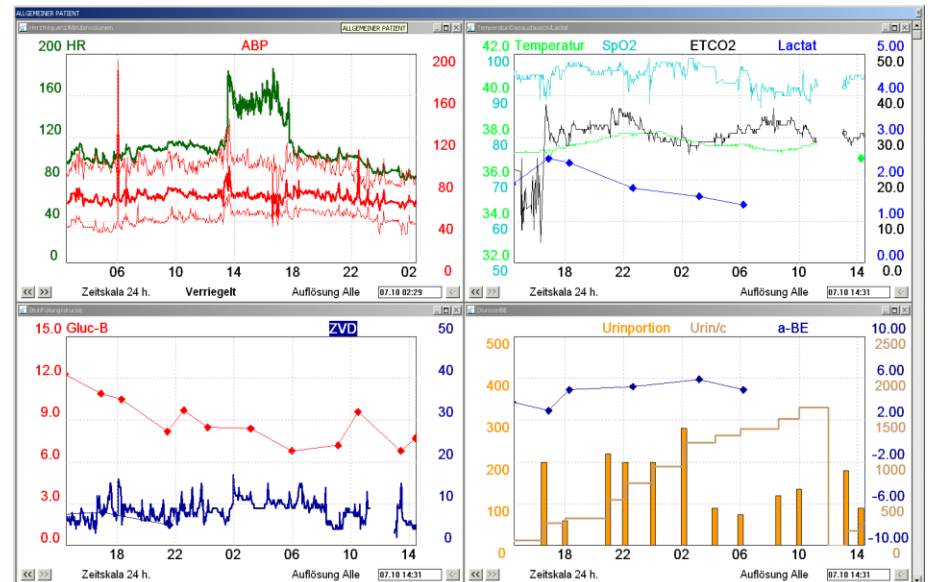 ALLGEMEINER PATIENT
Herzfrequenz/Minutenvolumen
ALLGEMEINER PATIENT
200 HR ABP
200
160
160
120
120
80
80
40
40
0
0
06 10 14 18 22 02
<< >> Zeitskala 24 h. Verriegelt Auflösung Alle 07.10 02:29 <
Temperatur/Gasaustausch/Lactat
42.0 Temperatur SpO2 ETCO2 Lactat 5.00
100 50.0
40.0 4.00
90 40.0
38.0 3.00
30.0
36.0 2.00
70 20.0
34.0 1.00
60 10.0
32.0 0.00
50 0.0
18 22 02 06 10 14
<< >> Zeitskala 24 h. Auflösung Alle 07.10 14:31 <
15.0 Gluc-B ZVD 50
12.0 40
9.0 30
6.0 20
3.0 10
0.0 0
18 22 02 06 10 14
<< >> Zeitskala 24 h. Auflösung Alle 07.10 14:31 <
Diurese/BE
Urinportion Urin/c a-BE 10.00
500 2500
400 6.00
2000
300 2.00
1500
200 -2.00
1000
100 -6.00
500
0 -10.00
0
18 22 02 06 10 14
<< >> Zeitskala 24 h. Auflösung Alle 07.10 14:31 <